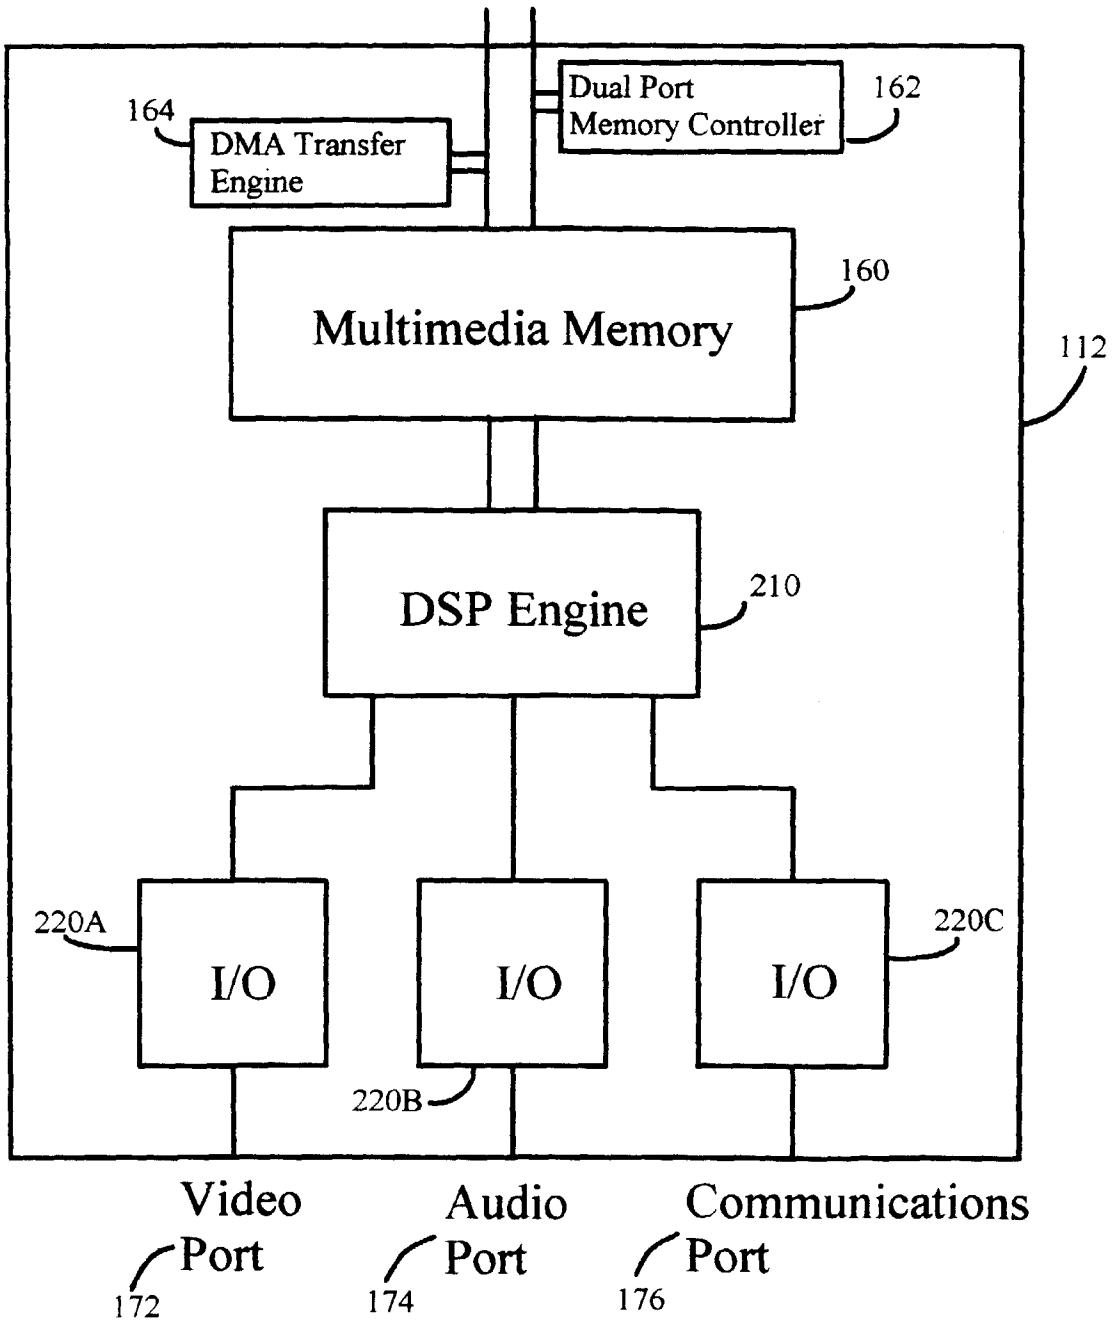 Dual Port
Memory Controller
162
164
DMA Transfer
Engine
160
Multimedia Memory
112
DSP Engine
210
220A
I/O
I/O
I/O
220C
220B
Video
Port
Audio
Port
Communications
Port
172
174
176